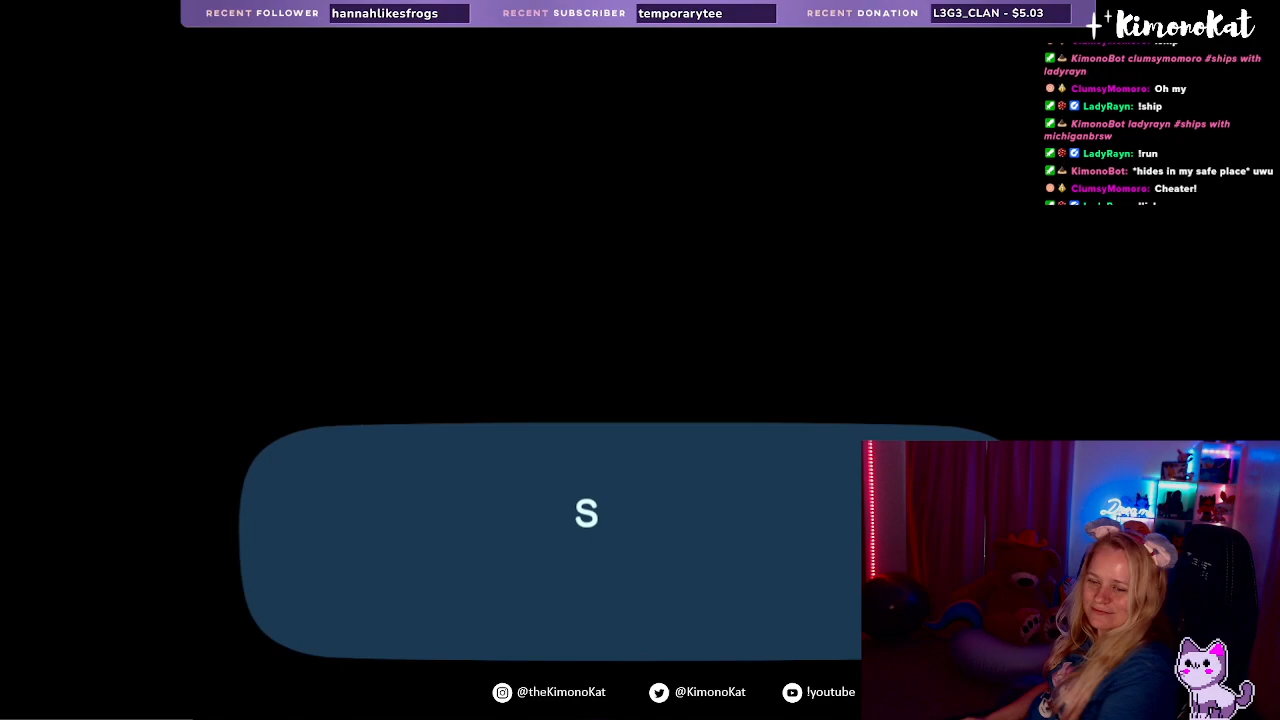 RECENT FOLLOWER hannahlikesfrogs RECENT SUBSCRIBER temporarytee RECENT DONATION L3G3_CLAN - $5.03
KimonoKat
KimonoBot clumsymomoro #ships with
ladyrayn
ClumsyMomoro: Oh my
LadyRayn: !ship
KimonoBot ladyrayn #ships with
michiganbrsw
LadyRayn: !run
KimonoBot: *hides in my safe place* uwu
ClumsyMomoro: Cheater!
S
@theKimonoKat @KimonoKat !youtube